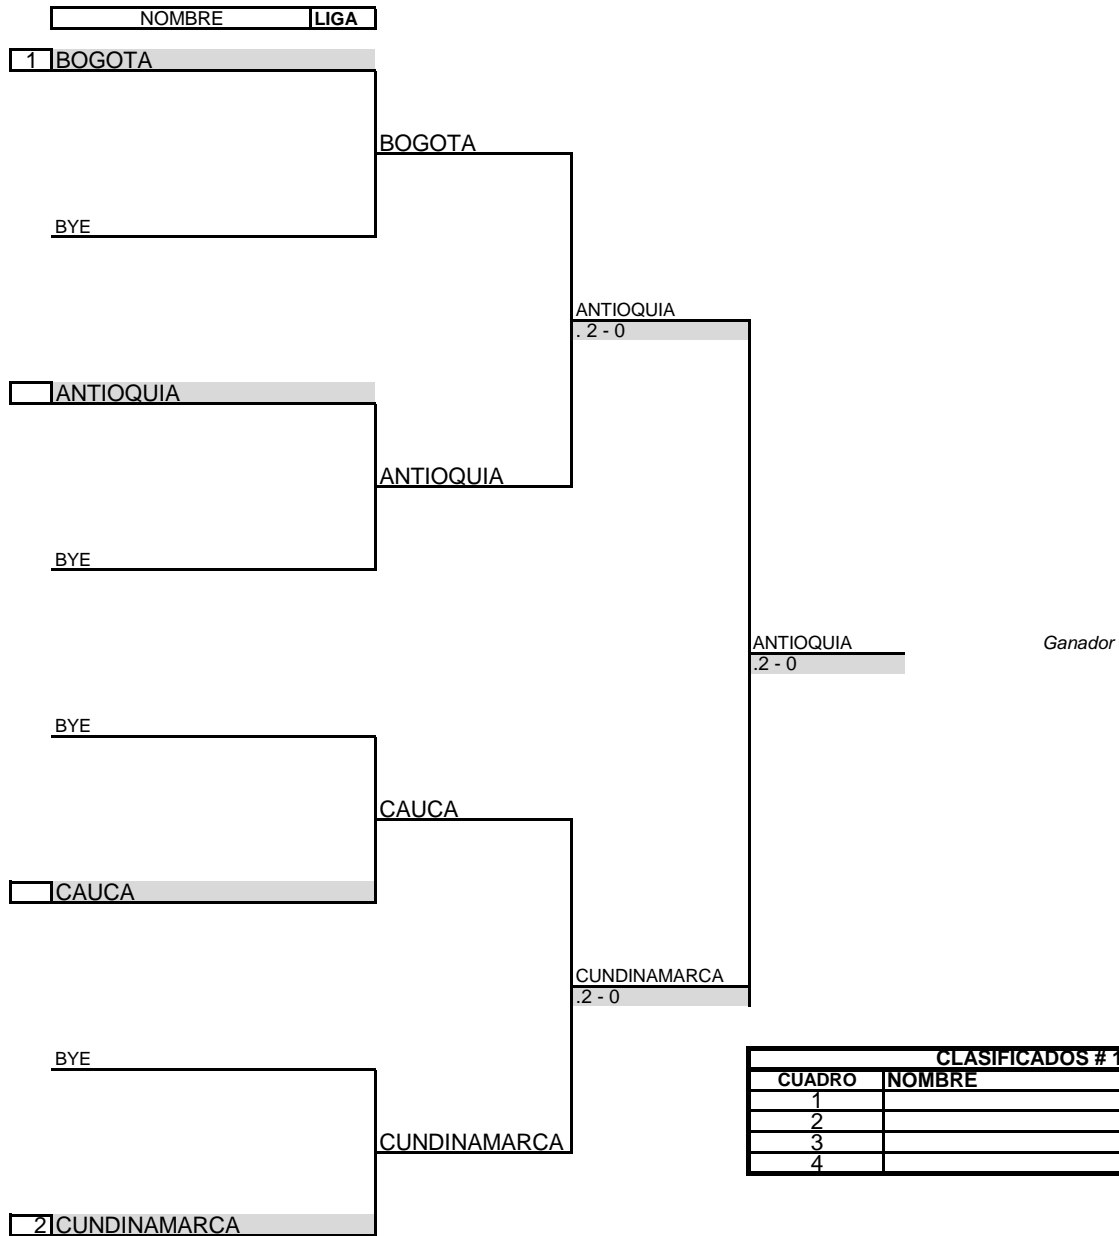 NOMBRE LIGA
1 BOGOTA
BOGOTA
BYE
ANTIOQUIA
. 2 - 0
ANTIOQUIA
ANTIOQUIA
BYE
ANTIOQUIA Ganador
.2 - 0
BYE
CAUCA
CAUCA
CUNDINAMARCA
.2 - 0
BYE
CLASIFICADOS # 1
CUADRO NOMBRE
1
2
3
4
CUNDINAMARCA
2 CUNDINAMARCA